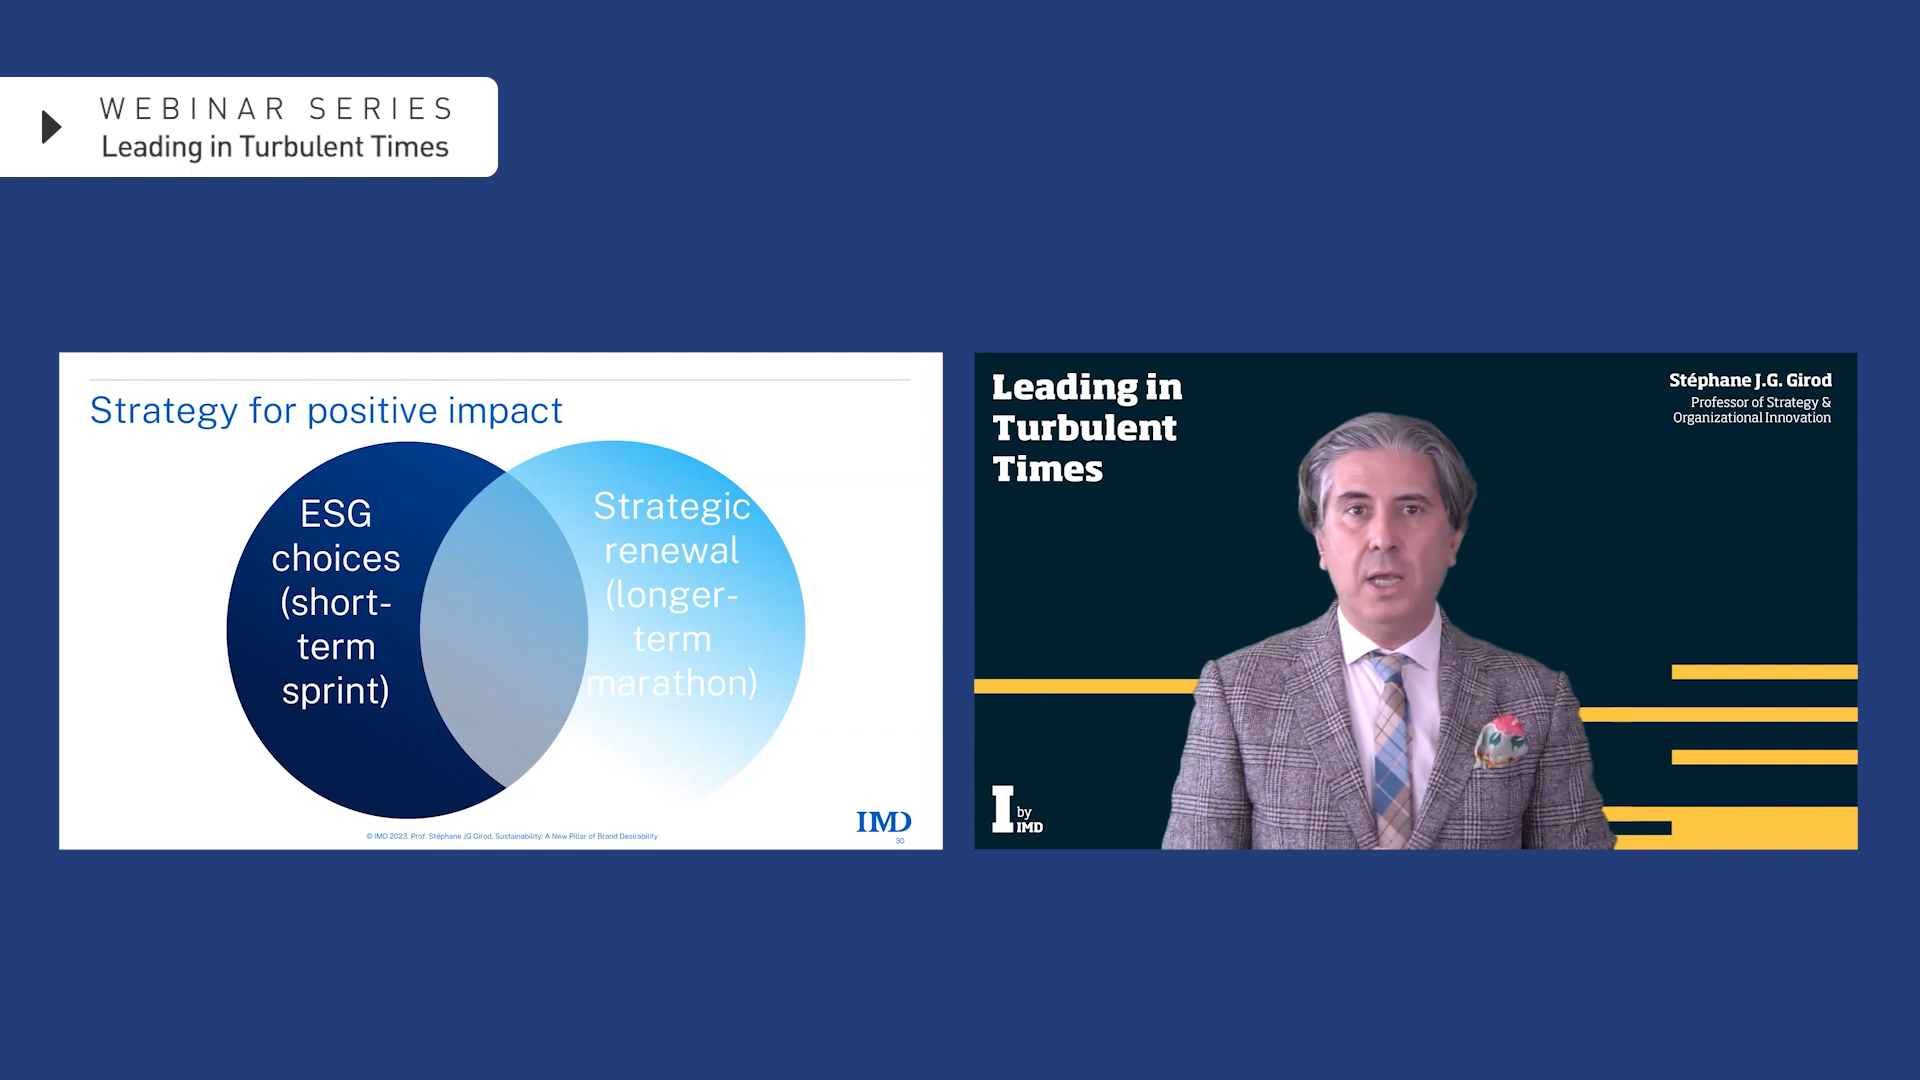 WEBINAR SERIES
Leading in Turbulent Times
Strategy for positive impact
ESG
choices
(short-
term
sprint)
Strategic
renewal
(longer-
term
marathon)
© IMD 2023. Prof. Stéphane JG Girod. Sustainability: A New Pillar of Brand Desirability
IMD
30
Leading in
Turbulent
Times
Stéphane J.G. Girod
Professor of Strategy &
Organizational Innovation
I by
IMD